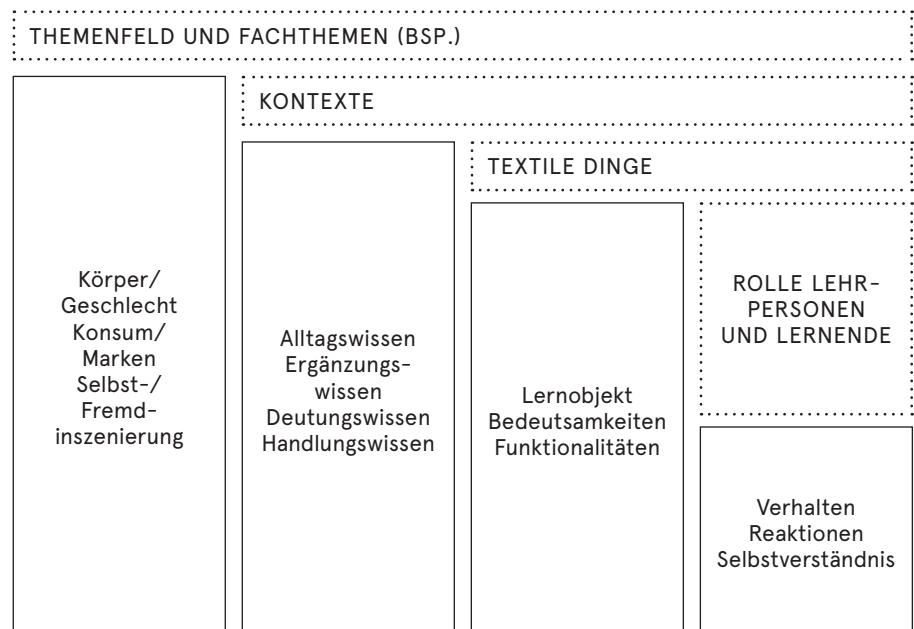 THEMENFELD UND FACHTHEMEN (BSP.)
KONTEXTE
TEXTILE DINGE
Körper/
Geschlecht
Konsum/
Marken
Selbst-/
Fremd-
inszenierung
Alltagswissen
Ergänzungs-
wissen
Deutungswissen
Handlungswissen
Lernobjekt
Bedeutsamkeiten
Funktionalitäten
ROLLE LEHR-
PERSONEN
UND LERNENDE
Verhalten
Reaktionen
Selbstverständnis